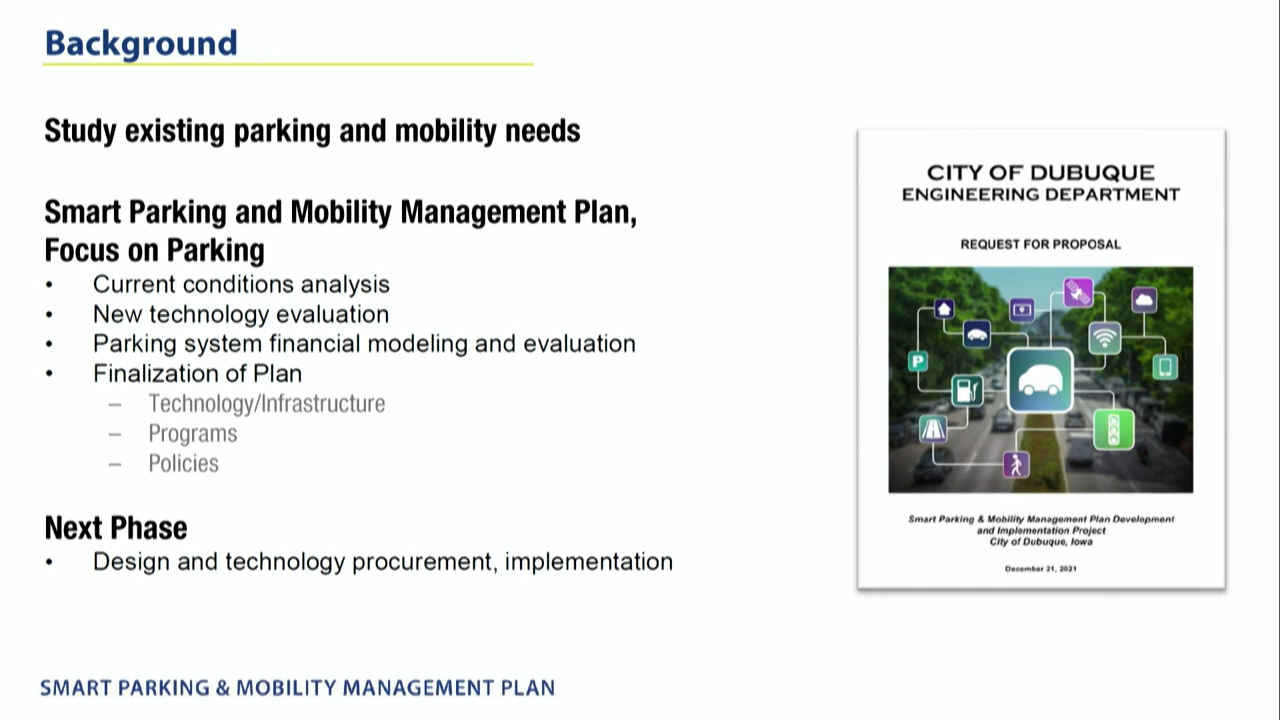 Background
Study existing parking and mobility needs
Smart Parking and Mobility Management Plan,
Focus on Parking
• Current conditions analysis
• New technology evaluation
• Parking system financial modeling and evaluation
• Finalization of Plan
– Technology/Infrastructure
– Programs
– Policies
Next Phase
• Design and technology procurement, implementation
CITY OF DUBUQUE
ENGINEERING DEPARTMENT
REQUEST FOR PROPOSAL
P
Smart Parking & Mobility Management Plan Development
and Implementation Project
City of Dubuque, Iowa
December 21, 2021
SMART PARKING & MOBILITY MANAGEMENT PLAN